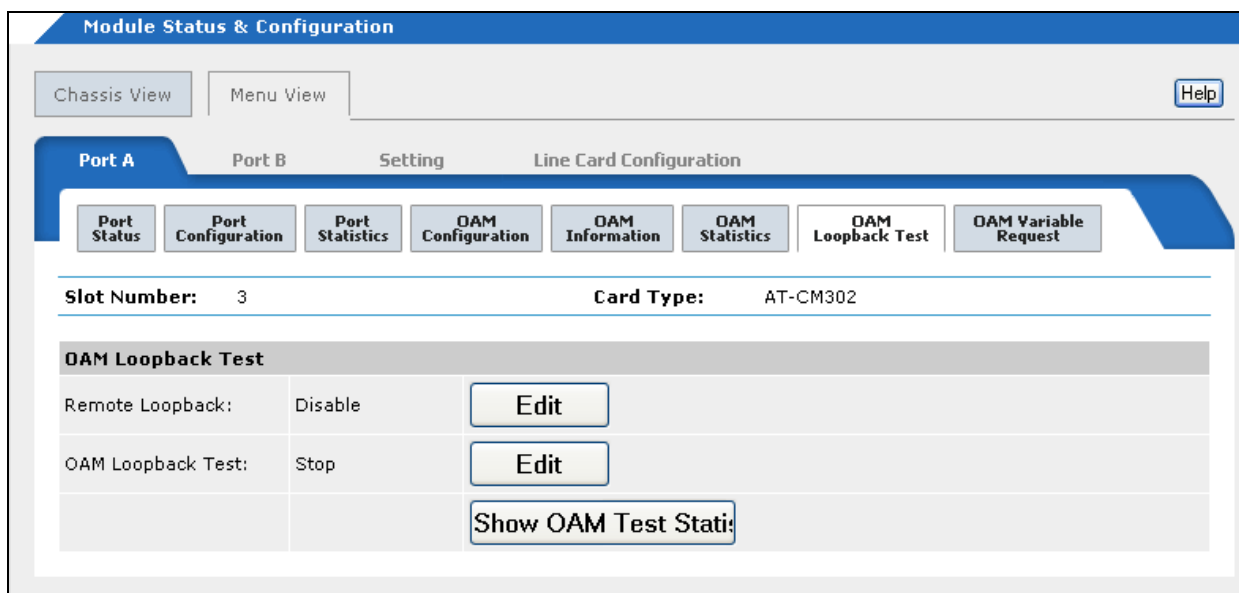 Module Status & Configuration
Chassis View
Menu View
Help
Port A
Port B
Setting
Line Card Configuration
Port Status
Port Configuration
Port Statistics
OAM Configuration
OAM Information
OAM Statistics
OAM Loopback Test
OAM Variable Request
Slot Number: 3 Card Type: AT-CM302
OAM Loopback Test
Remote Loopback: Disable Edit
OAM Loopback Test: Stop Edit
Show OAM Test Statis